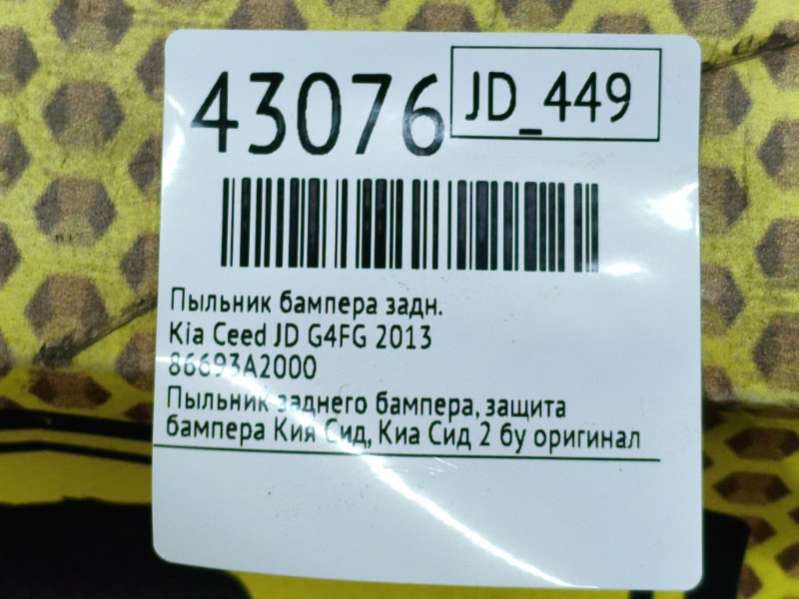 43076
JD_449
Пыльник бампера задн.
Kia Ceed JD G4FG 2013
86693A2000
Пыльник заднего бампера, защита
бампера Кия Сид, Киа Сид 2 бу оригинал